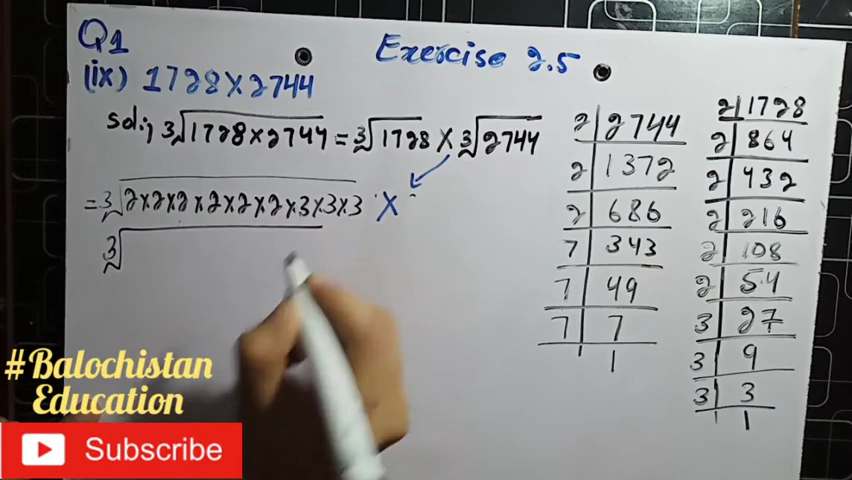 Q1
Exercise 2.5
(ix) 1728×2744
Sol:, ∛1728×2744 = ∛1728 × ∛2744
= ∛2×2×2×2×2×2×3×3×3 ×
3√
2 | 2744
2 | 1372
2 | 686
7 | 343
7 | 49
7 | 7
1
2 | 1728
2 | 864
2 | 432
2 | 216
2 | 108
2 | 54
3 | 27
3 | 9
3 | 3
1
#Balochistan
Education
Subscribe